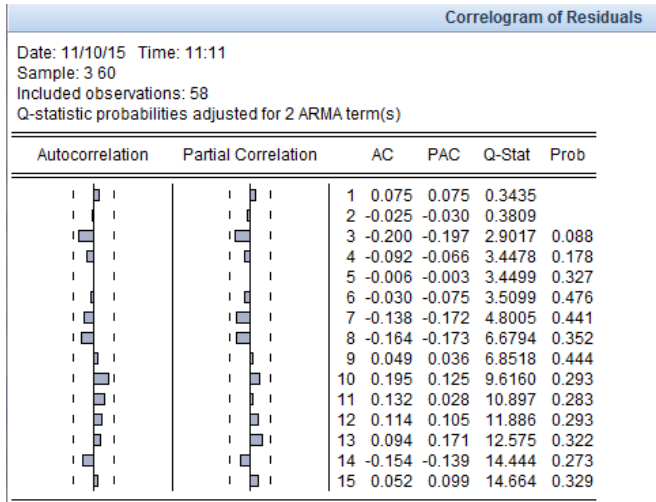 Correlogram of Residuals
Date: 11/10/15 Time: 11:11
Sample: 3 60
Included observations: 58
Q-statistic probabilities adjusted for 2 ARMA term(s)
Autocorrelation Partial Correlation AC PAC Q-Stat Prob
1 0.075 0.075 0.3435
2 -0.025 -0.030 0.3809
3 -0.200 -0.197 2.9017 0.088
4 -0.092 -0.066 3.4478 0.178
5 -0.006 -0.003 3.4499 0.327
6 -0.030 -0.075 3.5099 0.476
7 -0.138 -0.172 4.8005 0.441
8 -0.164 -0.173 6.6794 0.352
9 0.049 0.036 6.8518 0.444
10 0.195 0.125 9.6160 0.293
11 0.132 0.028 10.897 0.283
12 0.114 0.105 11.886 0.293
13 0.094 0.171 12.575 0.322
14 -0.154 -0.139 14.444 0.273
15 0.052 0.099 14.664 0.329